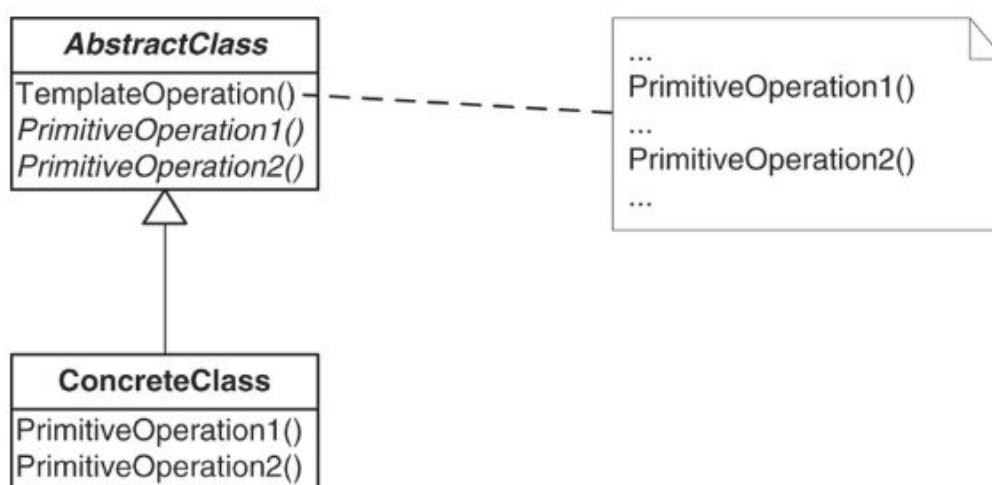 AbstractClass
TemplateOperation()
PrimitiveOperation1()
PrimitiveOperation2()
...
PrimitiveOperation1()
...
PrimitiveOperation2()
...
ConcreteClass
PrimitiveOperation1()
PrimitiveOperation2()